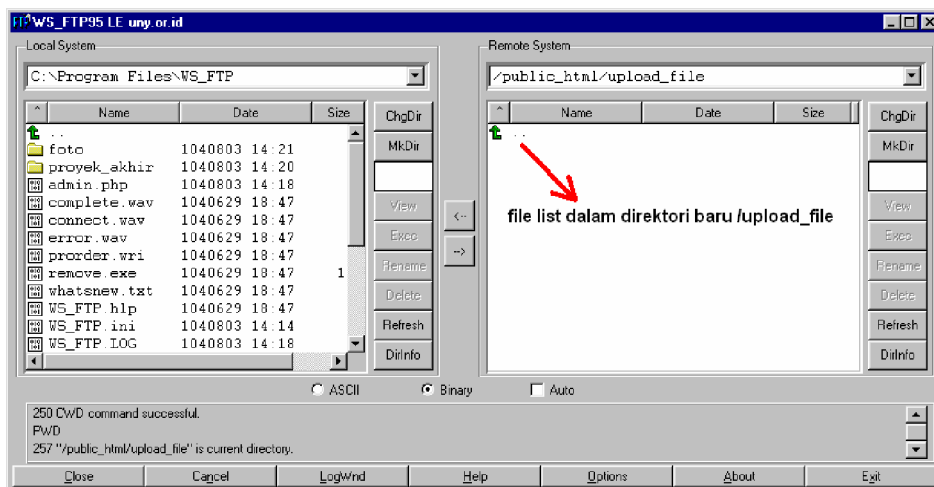 WS_FTP95 LE uny.or.id
Local System
C:\Program Files\WS_FTP
^ Name Date Size
..
foto 1040803 14:21
proyek_akhir 1040803 14:20
admin.php 1040803 14:18
complete.wav 1040629 18:47
connect.wav 1040629 18:47
error.wav 1040629 18:47
prorder.wri 1040629 18:47
remove.exe 1040629 18:47 1
whatsnew.txt 1040629 18:47
WS_FTP.hlp 1040629 18:47
WS_FTP.ini 1040803 14:14
WS_FTP.LOG 1040803 14:18
ChgDir
MkDir
View
Exec
Rename
Delete
Refresh
DirInfo
<--
-->
Remote System
/public_html/upload_file
^ Name Date Size
..
file list dalam direktori baru /upload_file
ChgDir
MkDir
View
Exec
Rename
Delete
Refresh
DirInfo
ASCII Binary Auto
250 CWD command successful.
PWD
257 "/public_html/upload_file" is current directory.
Close Cancel LogWnd Help Options About Exit